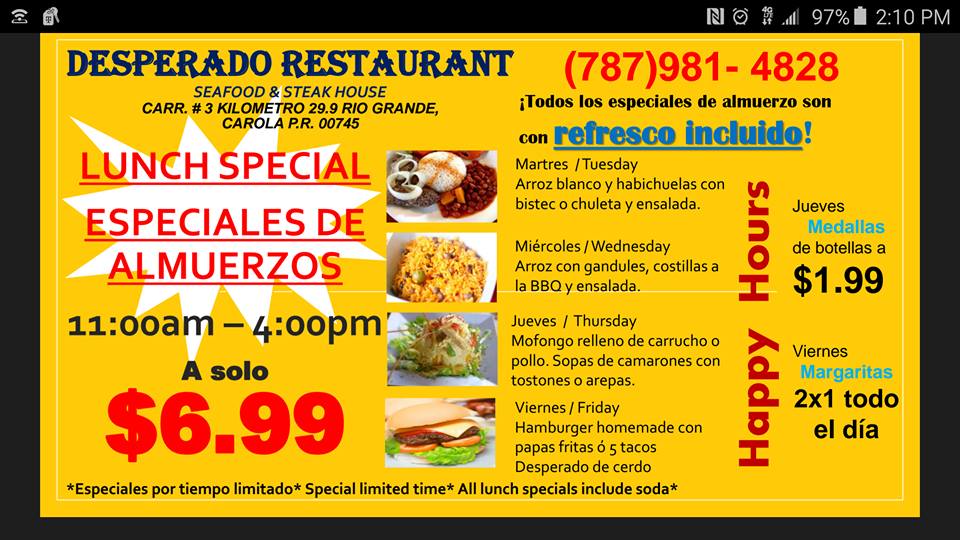 97% 2:10 PM
DESPERADO RESTAURANT
SEAFOOD & STEAK HOUSE
CARR. # 3 KILOMETRO 29.9 RIO GRANDE,
CAROLA P.R. 00745
(787)981- 4828
¡Todos los especiales de almuerzo son
con refresco incluido!
LUNCH SPECIAL
ESPECIALES DE
ALMUERZOS
11:00am – 4:00pm
A solo
$6.99
Martres / Tuesday
Arroz blanco y habichuelas con
bistec o chuleta y ensalada.
Miércoles / Wednesday
Arroz con gandules, costillas a
la BBQ y ensalada.
Jueves / Thursday
Mofongo relleno de carrucho o
pollo. Sopas de camarones con
tostones o arepas.
Viernes / Friday
Hamburger homemade con
papas fritas ó 5 tacos
Desperado de cerdo
Happy Hours
Jueves
Medallas
de botellas a
$1.99
Viernes
Margaritas
2x1 todo
el día
*Especiales por tiempo limitado* Special limited time* All lunch specials include soda*